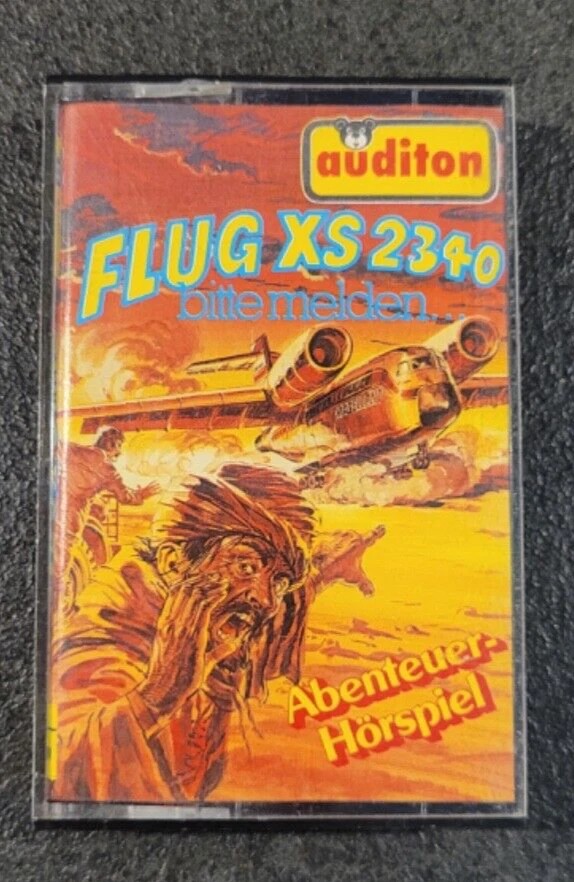 auditon
FLUG XS 2340
bitte melden...
Abenteuer-
Hörspiel